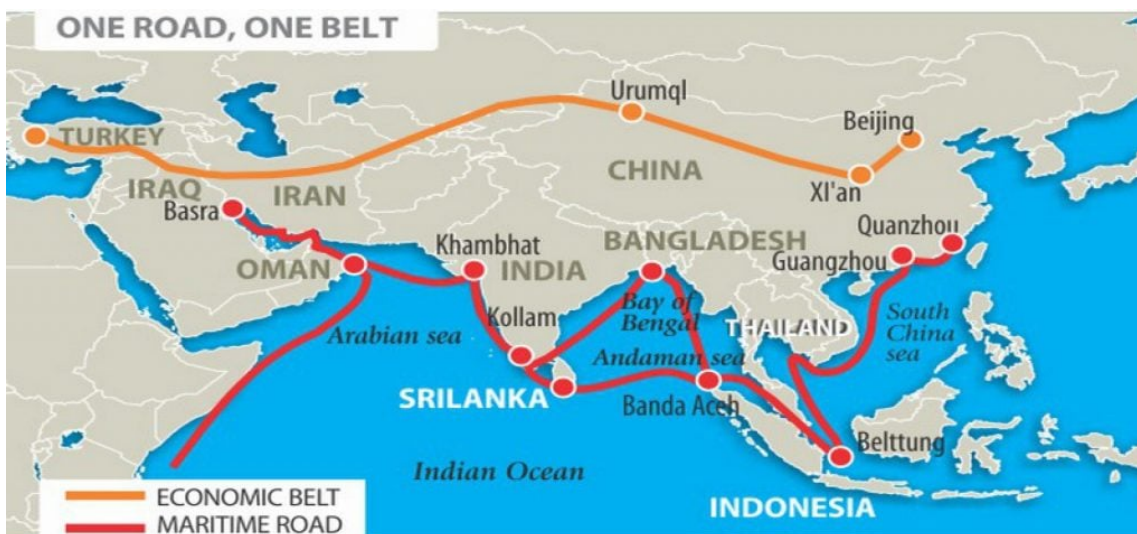 ONE ROAD, ONE BELT
Urumql
Beijing
TURKEY
CHINA
XI'an
IRAQ
IRAN
Basra
Quanzhou
Khambhat
BANGLADESH
Guangzhou
OMAN
INDIA
Kollam
Bay of
Bengal
South
China
sea
THAILAND
Arabian sea
Andaman sea
SRILANKA
Banda Aceh
Belttung
Indian Ocean
INDONESIA
ECONOMIC BELT
MARITIME ROAD